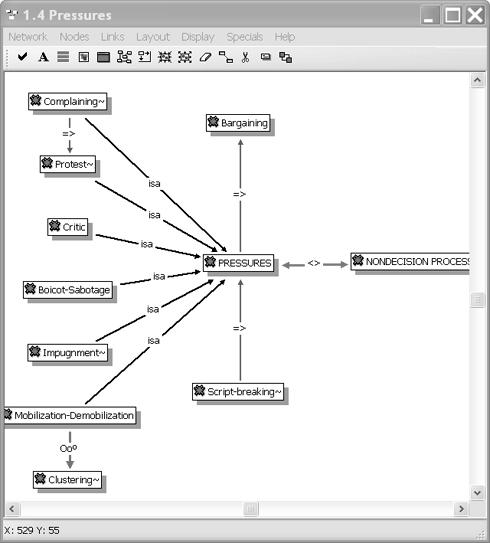 1.4 Pressures
Network Nodes Links Layout Display Specials Help
A
Complaining~
=>
Bargaining
Protest~
isa
=>
isa
Critic
isa
PRESSURES
<>
NONDECISION PROCESS
isa
Boicot-Sabotage
isa
=>
Impugnment~
isa
Script-breaking~
Mobilization-Demobilization
Ooº
Clustering~
X: 529 Y: 55